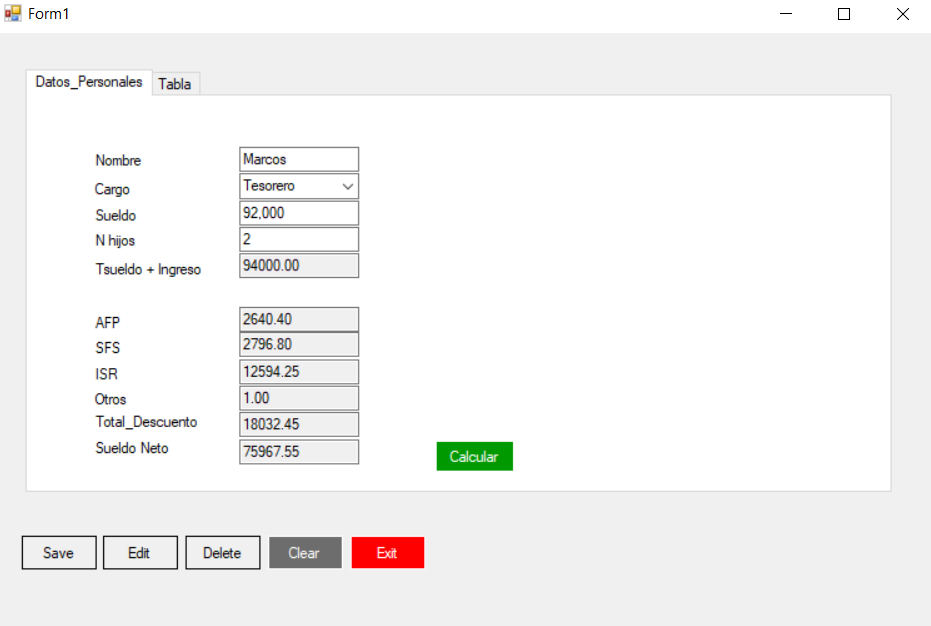 Form1
Datos_Personales Tabla
Nombre Marcos
Cargo Tesorero
Sueldo 92,000
N hijos 2
Tsueldo + Ingreso 94000.00
AFP 2640.40
SFS 2796.80
ISR 12594.25
Otros 1.00
Total_Descuento 18032.45
Sueldo Neto 75967.55
Calcular
Save Edit Delete Clear Exit